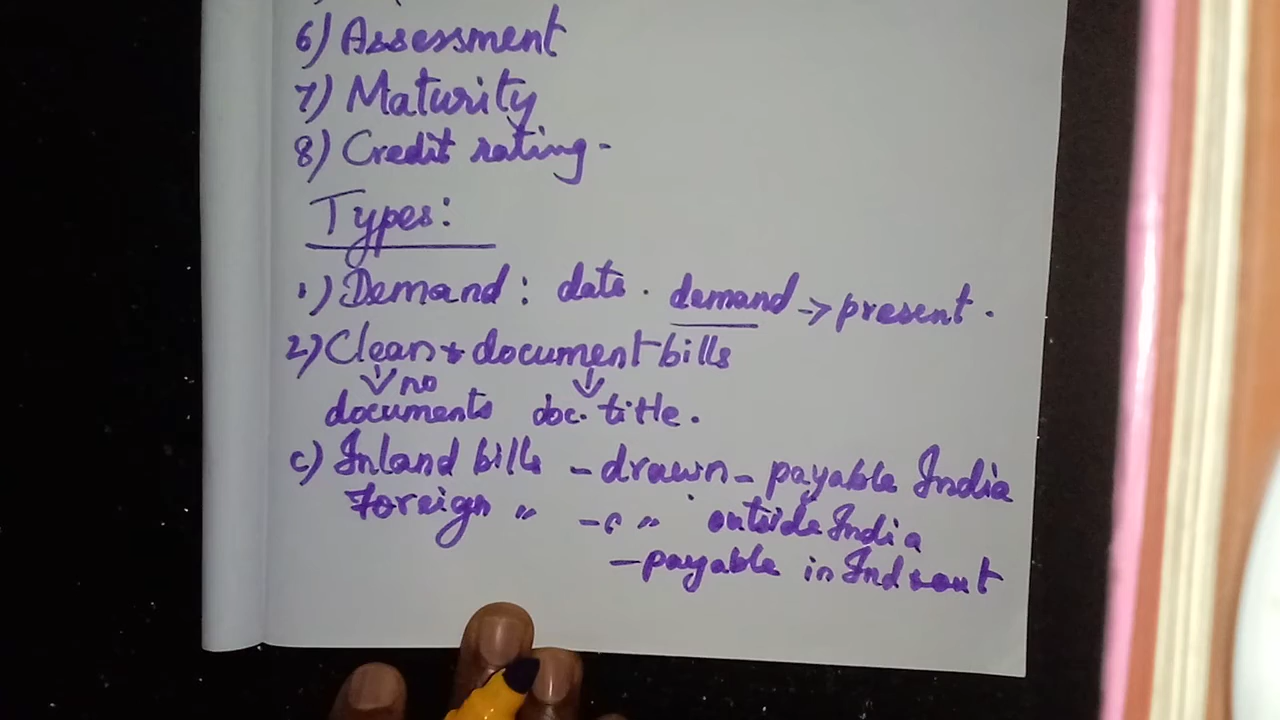 6) Assessment
7) Maturity
8) Credit rating.
Types:
1.) Demand : date. demand -> present.
2) Clean & document bills
no
documents doc. title.
c) Inland bills - drawn - payable India
Foreign " - " outside India
- payable in Ind & out